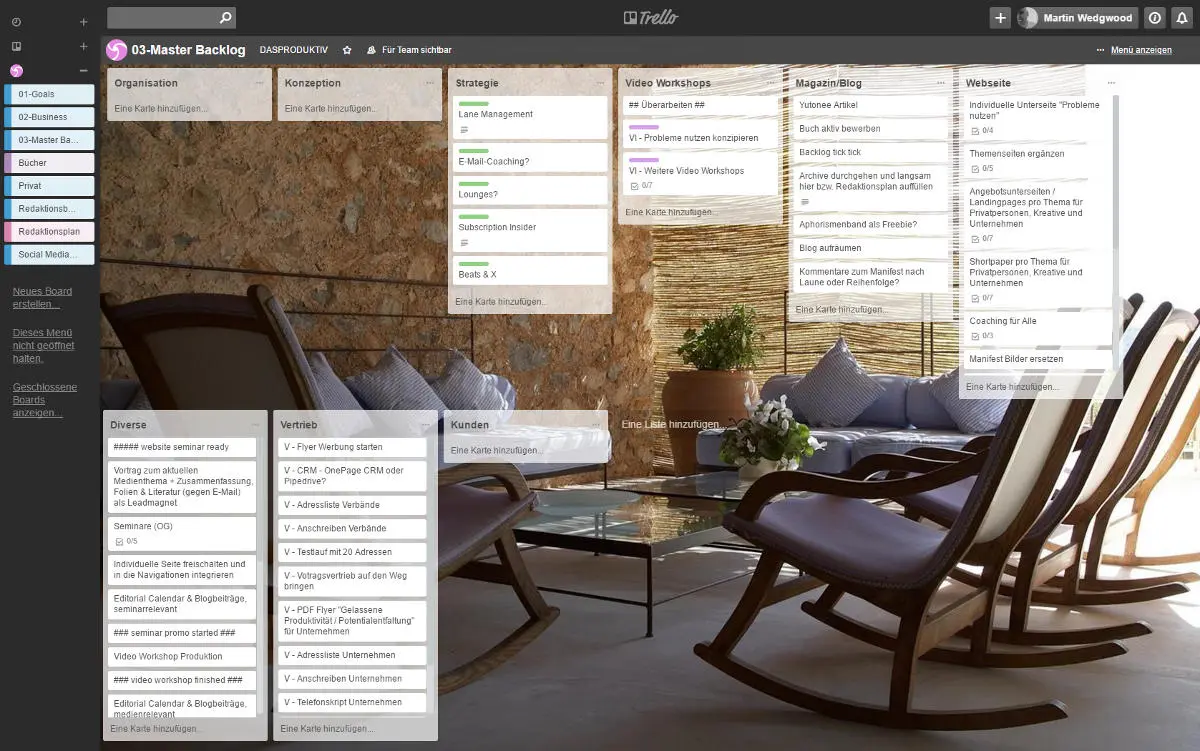 Trello
Martin Wedgwood
03-Master Backlog
DASPRODUKTIV
Für Team sichtbar
Menü anzeigen
01-Goals
02-Business
03-Master Ba...
Bücher
Privat
Redaktionsb...
Redaktionsplan
Social Media...
Neues Board
erstellen...
Dieses Menü
nicht geöffnet
halten.
Geschlossene
Boards
anzeigen...
Organisation
Eine Karte hinzufügen...
Konzeption
Eine Karte hinzufügen...
Strategie
Lane Management
E-Mail-Coaching?
Lounges?
Subscription Insider
Beats & X
Eine Karte hinzufügen...
Video Workshops
## Überarbeiten ##
VI - Probleme nutzen konzipieren
VI - Weitere Video Workshops
0/7
Eine Karte hinzufügen...
Magazin/Blog
Yutonee Artikel
Buch aktiv bewerben
Backlog tick tick
Archive durchgehen und langsam
hier bzw. Redaktionsplan auffüllen
Aphorismenband als Freebie?
Blog aufräumen
Kommentare zum Manifest nach
Laune oder Reihenfolge?
Eine Karte hinzufügen...
Webseite
Individuelle Unterseite "Probleme
nutzen"
0/4
Themenseiten ergänzen
0/5
Angebotsunterseiten /
Landingpages pro Thema für
Privatpersonen, Kreative und
Unternehmen
0/7
Shortpaper pro Thema für
Privatpersonen, Kreative und
Unternehmen
0/7
Coaching für Alle
0/3
Manifest Bilder ersetzen
Eine Karte hinzufügen...
Diverse
##### website seminar ready
Vortrag zum aktuellen
Medienthema + Zusammenfassung,
Folien & Literatur (gegen E-Mail)
als Leadmagnet
Seminare (OG)
0/5
Individuelle Seite freischalten und
in die Navigationen integrieren
Editorial Calendar & Blogbeiträge,
seminarrelevant
### seminar promo started ###
Video Workshop Produktion
### video workshop finished ###
Editorial Calendar & Blogbeiträge,
medienrelevant
Eine Karte hinzufügen...
Vertrieb
V - Flyer Werbung starten
V - CRM - OnePage CRM oder
Pipedrive?
V - Adressliste Verbände
V - Anschreiben Verbände
V - Testlauf mit 20 Adressen
V - Votragsvertrieb auf den Weg
bringen
V - PDF Flyer "Gelassene
Produktivität / Potentialentfaltung"
für Unternehmen
V - Adressliste Unternehmen
V - Anschreiben Unternehmen
V - Telefonskript Unternehmen
Eine Karte hinzufügen...
Kunden
Eine Karte hinzufügen...
Eine Liste hinzufügen...